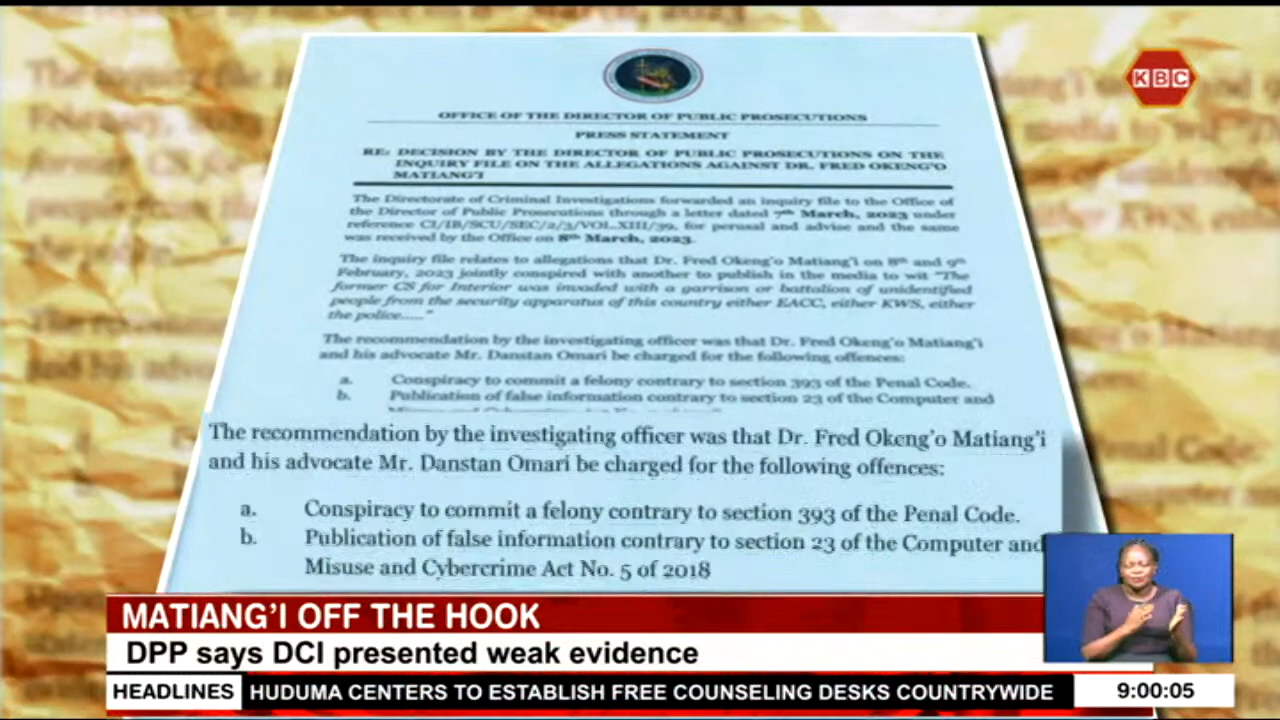 KBC
OFFICE OF THE DIRECTOR OF PUBLIC PROSECUTIONS
PRESS STATEMENT
RE: DECISION BY THE DIRECTOR OF PUBLIC PROSECUTIONS ON THE
INQUIRY FILE ON THE ALLEGATIONS AGAINST DR. FRED OKENG'O
MATIANG'I
The Directorate of Criminal Investigations forwarded an inquiry file to the Office of
the Director of Public Prosecutions through a letter dated 7th March, 2023 under
reference CI/IB/SCU/SEC/2/3/VOL.XIII/39, for perusal and advise and the same
was received by the Office on 8th March, 2023.
The inquiry file relates to allegations that Dr. Fred Okeng'o Matiang'i on 8th and 9th
February, 2023 jointly conspired with another to publish in the media to wit "The
former CS for Interior was invaded with a garrison or battalion of unidentified
people from the security apparatus of this country either EACC, either KWS, either
the police....."
The recommendation by the investigating officer was that Dr. Fred Okeng'o Matiang'i
and his advocate Mr. Danstan Omari be charged for the following offences:
a. Conspiracy to commit a felony contrary to section 393 of the Penal Code.
b. Publication of false information contrary to section 23 of the Computer and
The recommendation by the investigating officer was that Dr. Fred Okeng'o Matiang'i
and his advocate Mr. Danstan Omari be charged for the following offences:
a. Conspiracy to commit a felony contrary to section 393 of the Penal Code.
b. Publication of false information contrary to section 23 of the Computer and
Misuse and Cybercrime Act No. 5 of 2018
MATIANG'I OFF THE HOOK
DPP says DCI presented weak evidence
HEADLINES HUDUMA CENTERS TO ESTABLISH FREE COUNSELING DESKS COUNTRYWIDE 9:00:05